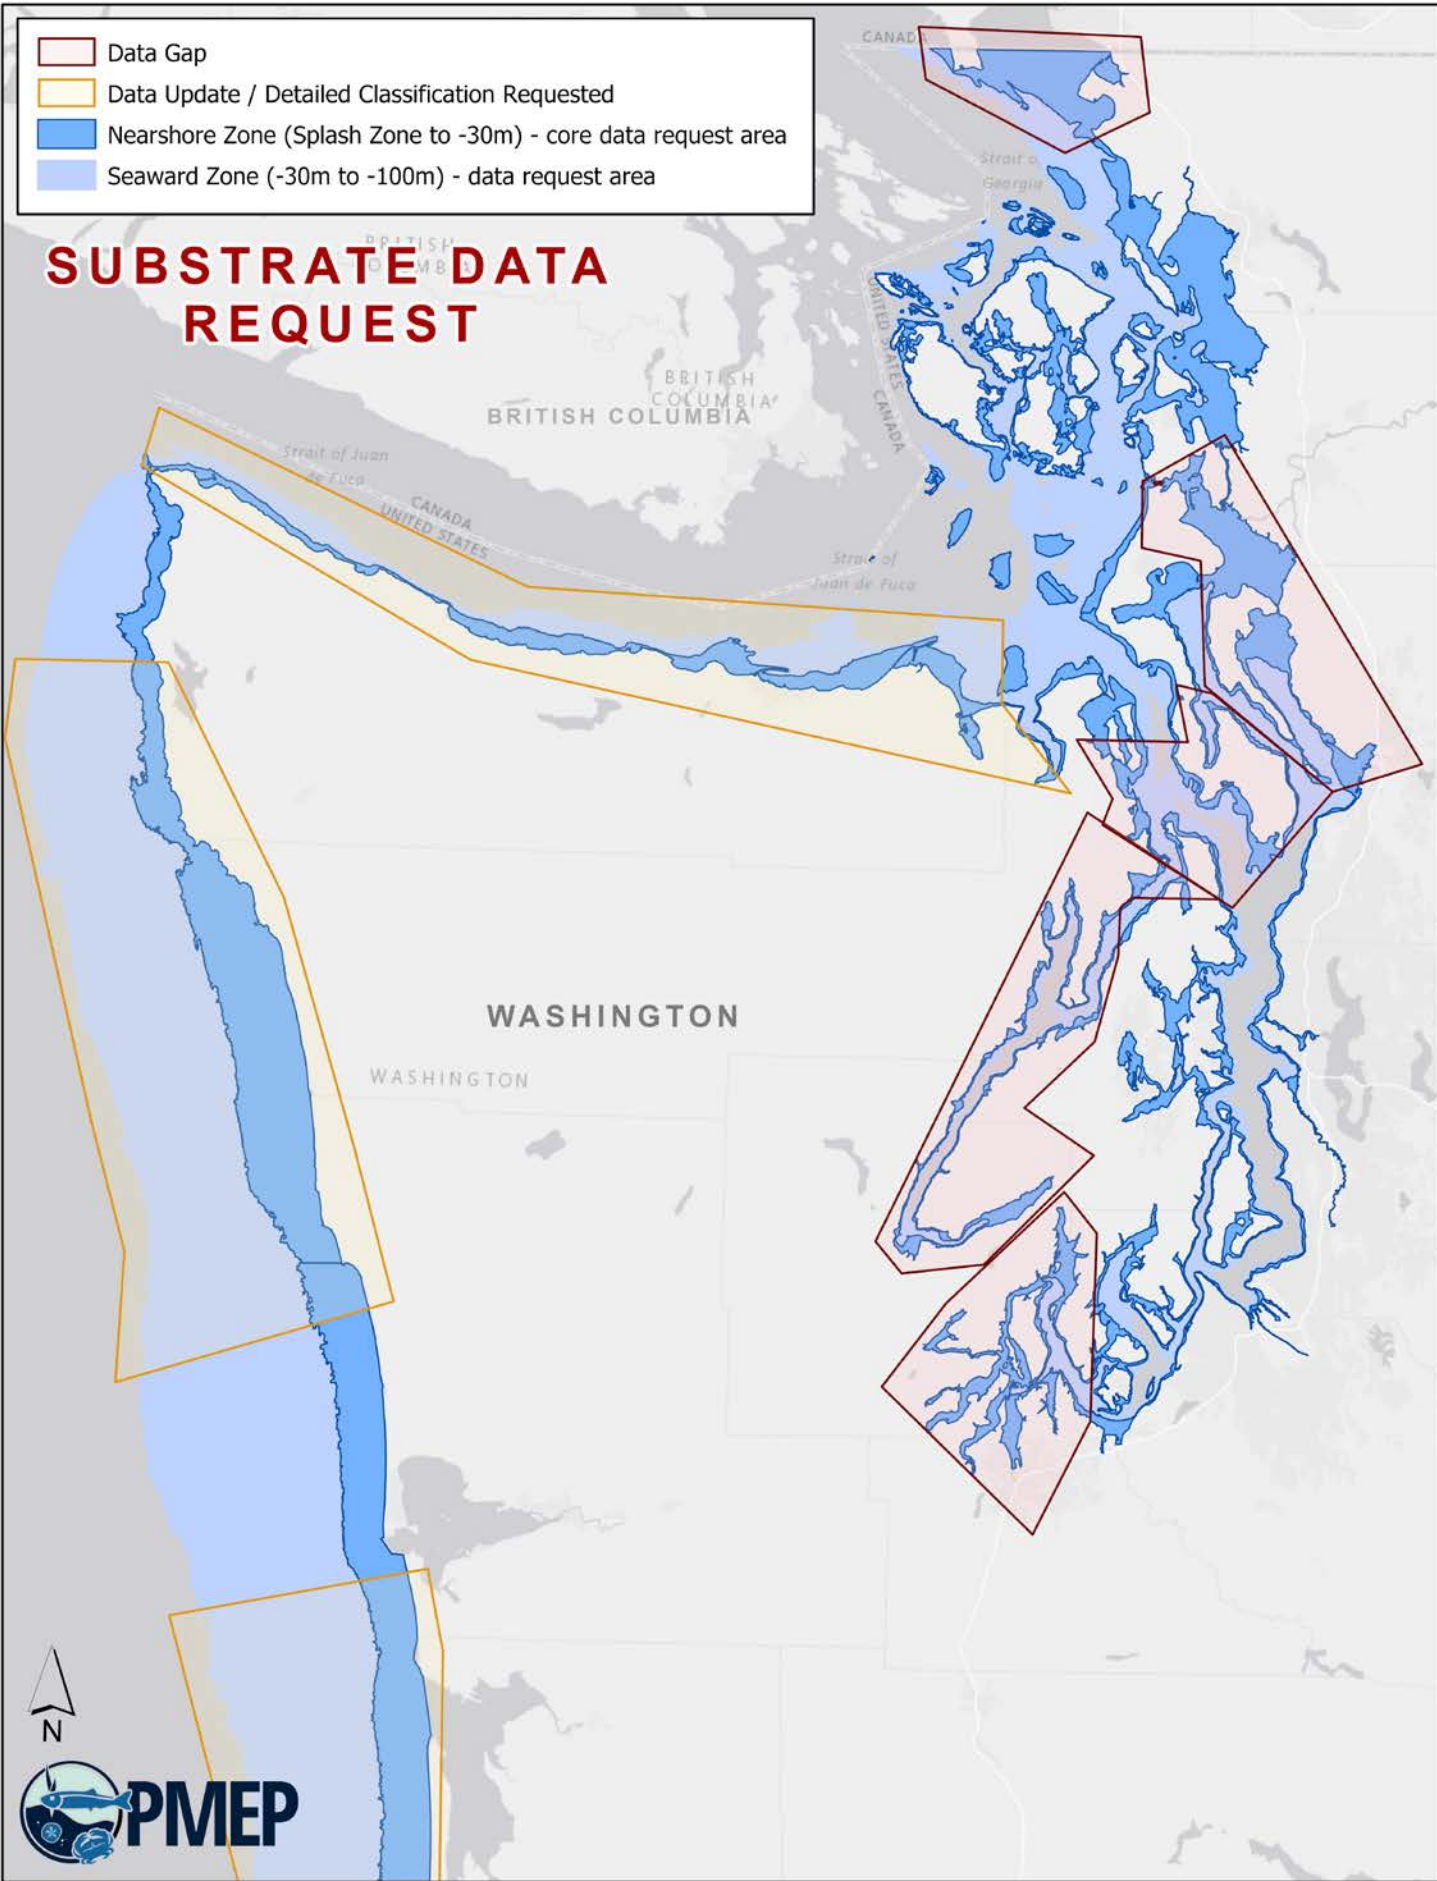 Data Gap
Data Update / Detailed Classification Requested
Nearshore Zone (Splash Zone to -30m) - core data request area
Seaward Zone (-30m to -100m) - data request area
SUBSTRATE DATA
REQUEST
CANADA
Strait of
Georgia
BRITISH
COLUMBIA
UNITED STATES
CANADA
BRITISH
COLUMBIA
BRITISH COLUMBIA
Strait of Juan
de Fuca
CANADA
UNITED STATES
Strait of
Juan de Fuca
WASHINGTON
WASHINGTON
N
PMEP